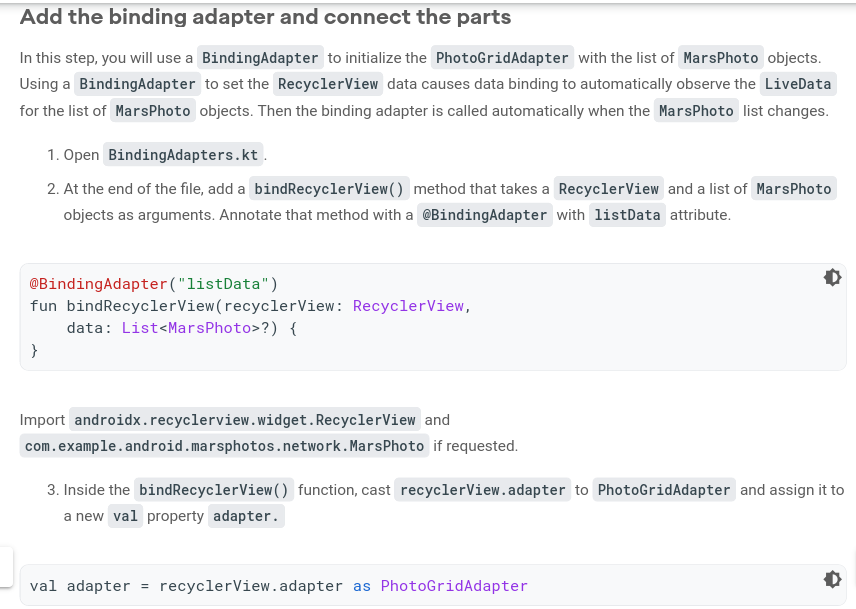 Add the binding adapter and connect the parts
In this step, you will use a BindingAdapter to initialize the PhotoGridAdapter with the list of MarsPhoto objects.
Using a BindingAdapter to set the RecyclerView data causes data binding to automatically observe the LiveData
for the list of MarsPhoto objects. Then the binding adapter is called automatically when the MarsPhoto list changes.
1. Open BindingAdapters.kt.
2. At the end of the file, add a bindRecyclerView() method that takes a RecyclerView and a list of MarsPhoto
objects as arguments. Annotate that method with a @BindingAdapter with listData attribute.
@BindingAdapter("listData")
fun bindRecyclerView(recyclerView: RecyclerView,
    data: List<MarsPhoto>?) {
}
Import androidx.recyclerview.widget.RecyclerView and
com.example.android.marsphotos.network.MarsPhoto if requested.
3. Inside the bindRecyclerView() function, cast recyclerView.adapter to PhotoGridAdapter and assign it to
a new val property adapter.
val adapter = recyclerView.adapter as PhotoGridAdapter